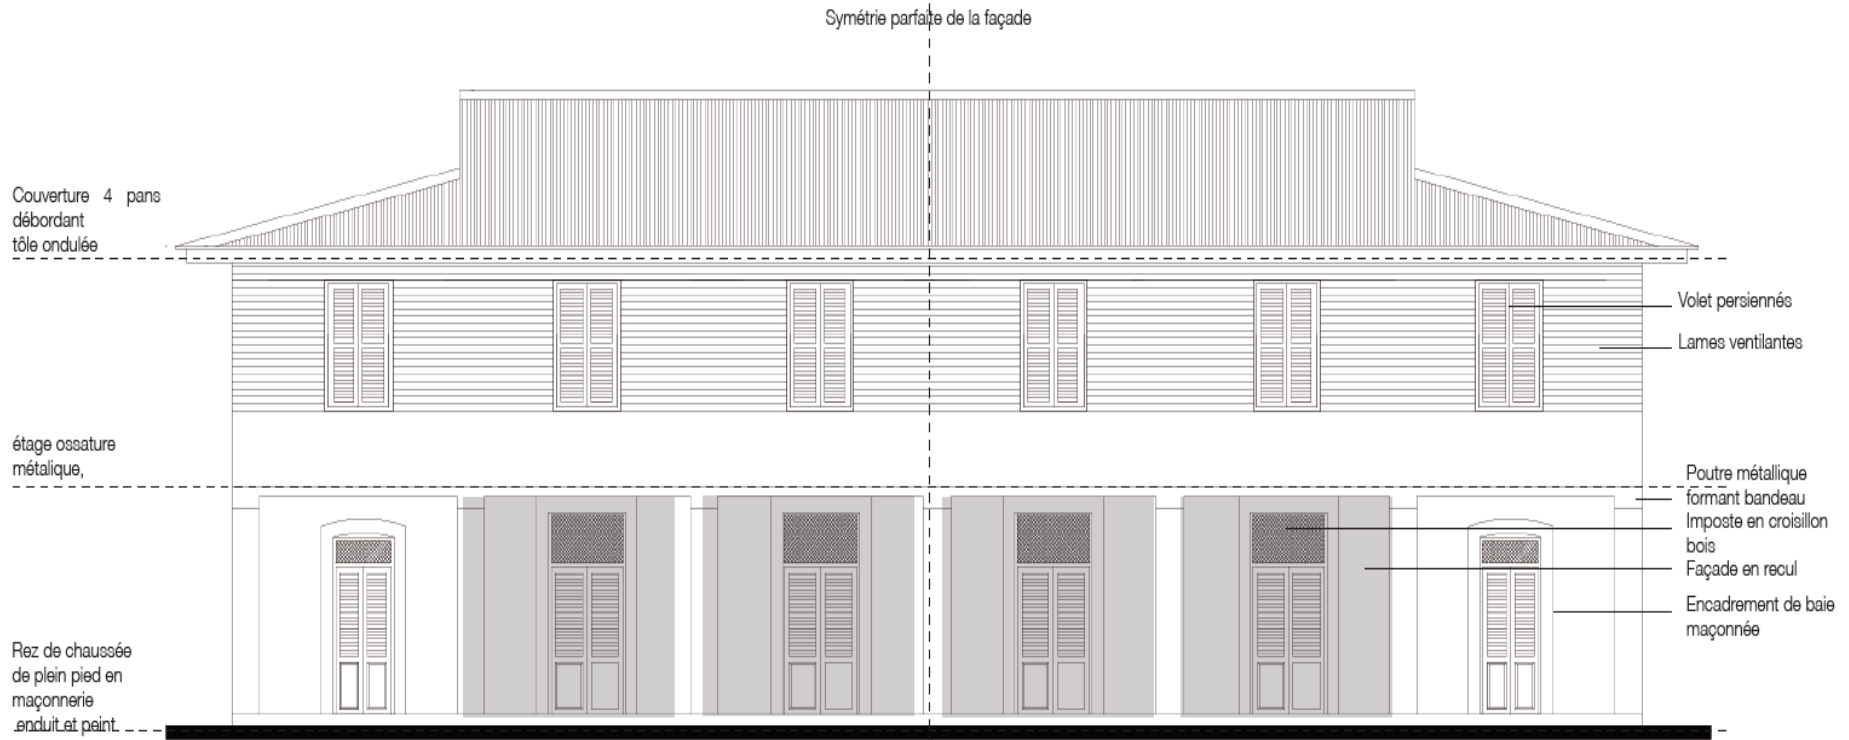 Symétrie parfaite de la façade
Couverture 4 pans
débordant
tôle ondulée
étage ossature
métalique,
Rez de chaussée
de plein pied en
maçonnerie
enduit et peint
Volet persiennés
Lames ventilantes
Poutre métallique
formant bandeau
Imposte en croisillon
bois
Façade en recul
Encadrement de baie
maçonnée